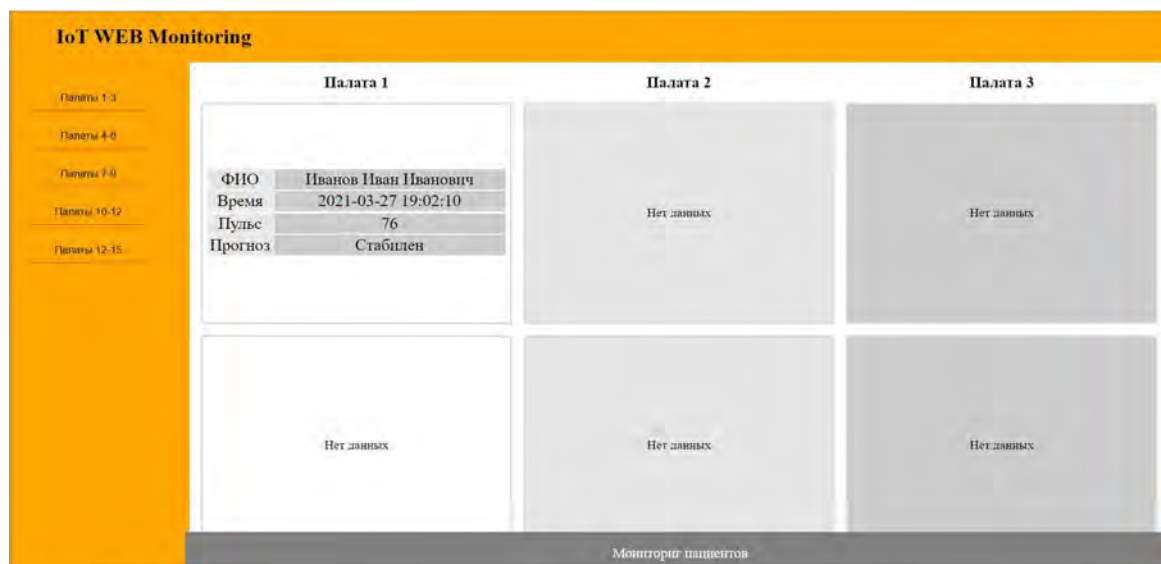 IoT WEB Monitoring
Палаты 1-3
Палаты 4-6
Палаты 7-9
Палаты 10-12
Палаты 12-15
Палата 1
Палата 2
Палата 3
ФИО Иванов Иван Иванович
Время 2021-03-27 19:02:10
Пульс 76
Прогноз Стабилен
Нет данных
Нет данных
Нет данных
Нет данных
Нет данных
Мониториг пациентов